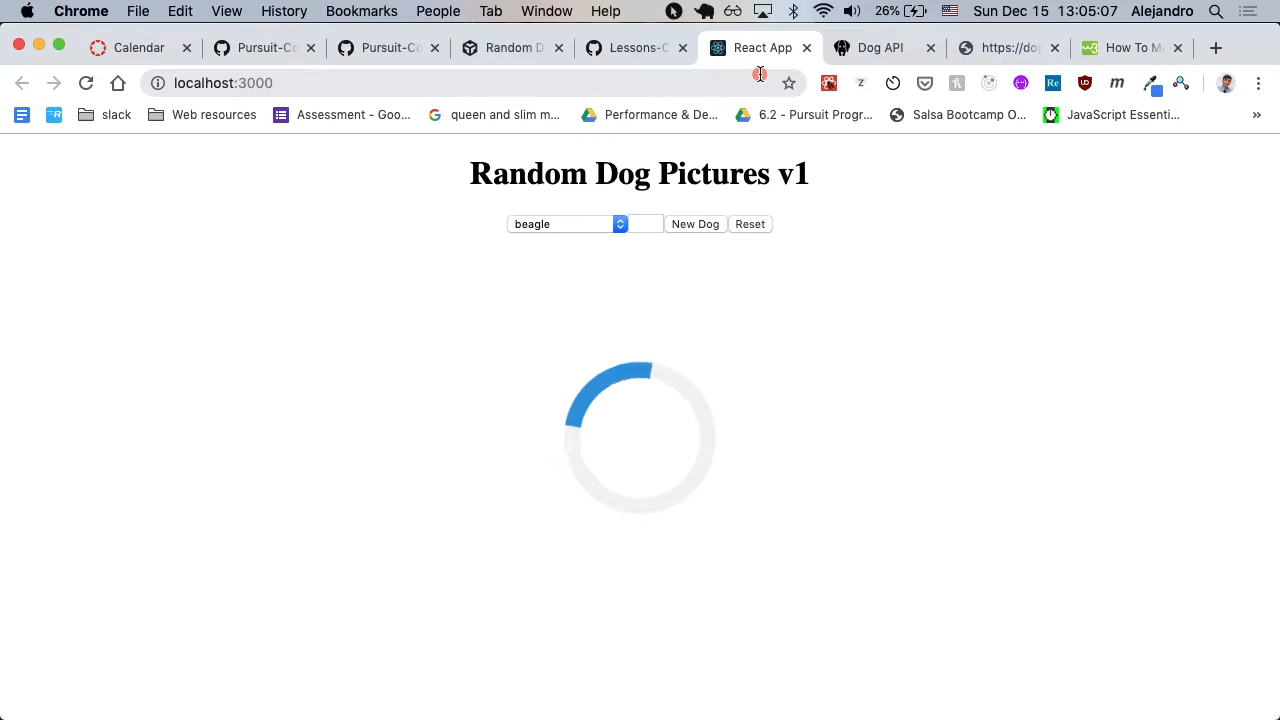 Chrome File Edit View History Bookmarks People Tab Window Help 26% Sun Dec 15 13:05:07 Alejandro
Calendar Pursuit-Co Pursuit-Co Random D Lessons-C React App Dog API https://dog How To M
localhost:3000
slack Web resources Assessment - Goo... queen and slim m... Performance & De... 6.2 - Pursuit Progr... Salsa Bootcamp O... JavaScript Essenti... »
Random Dog Pictures v1
beagle New Dog Reset